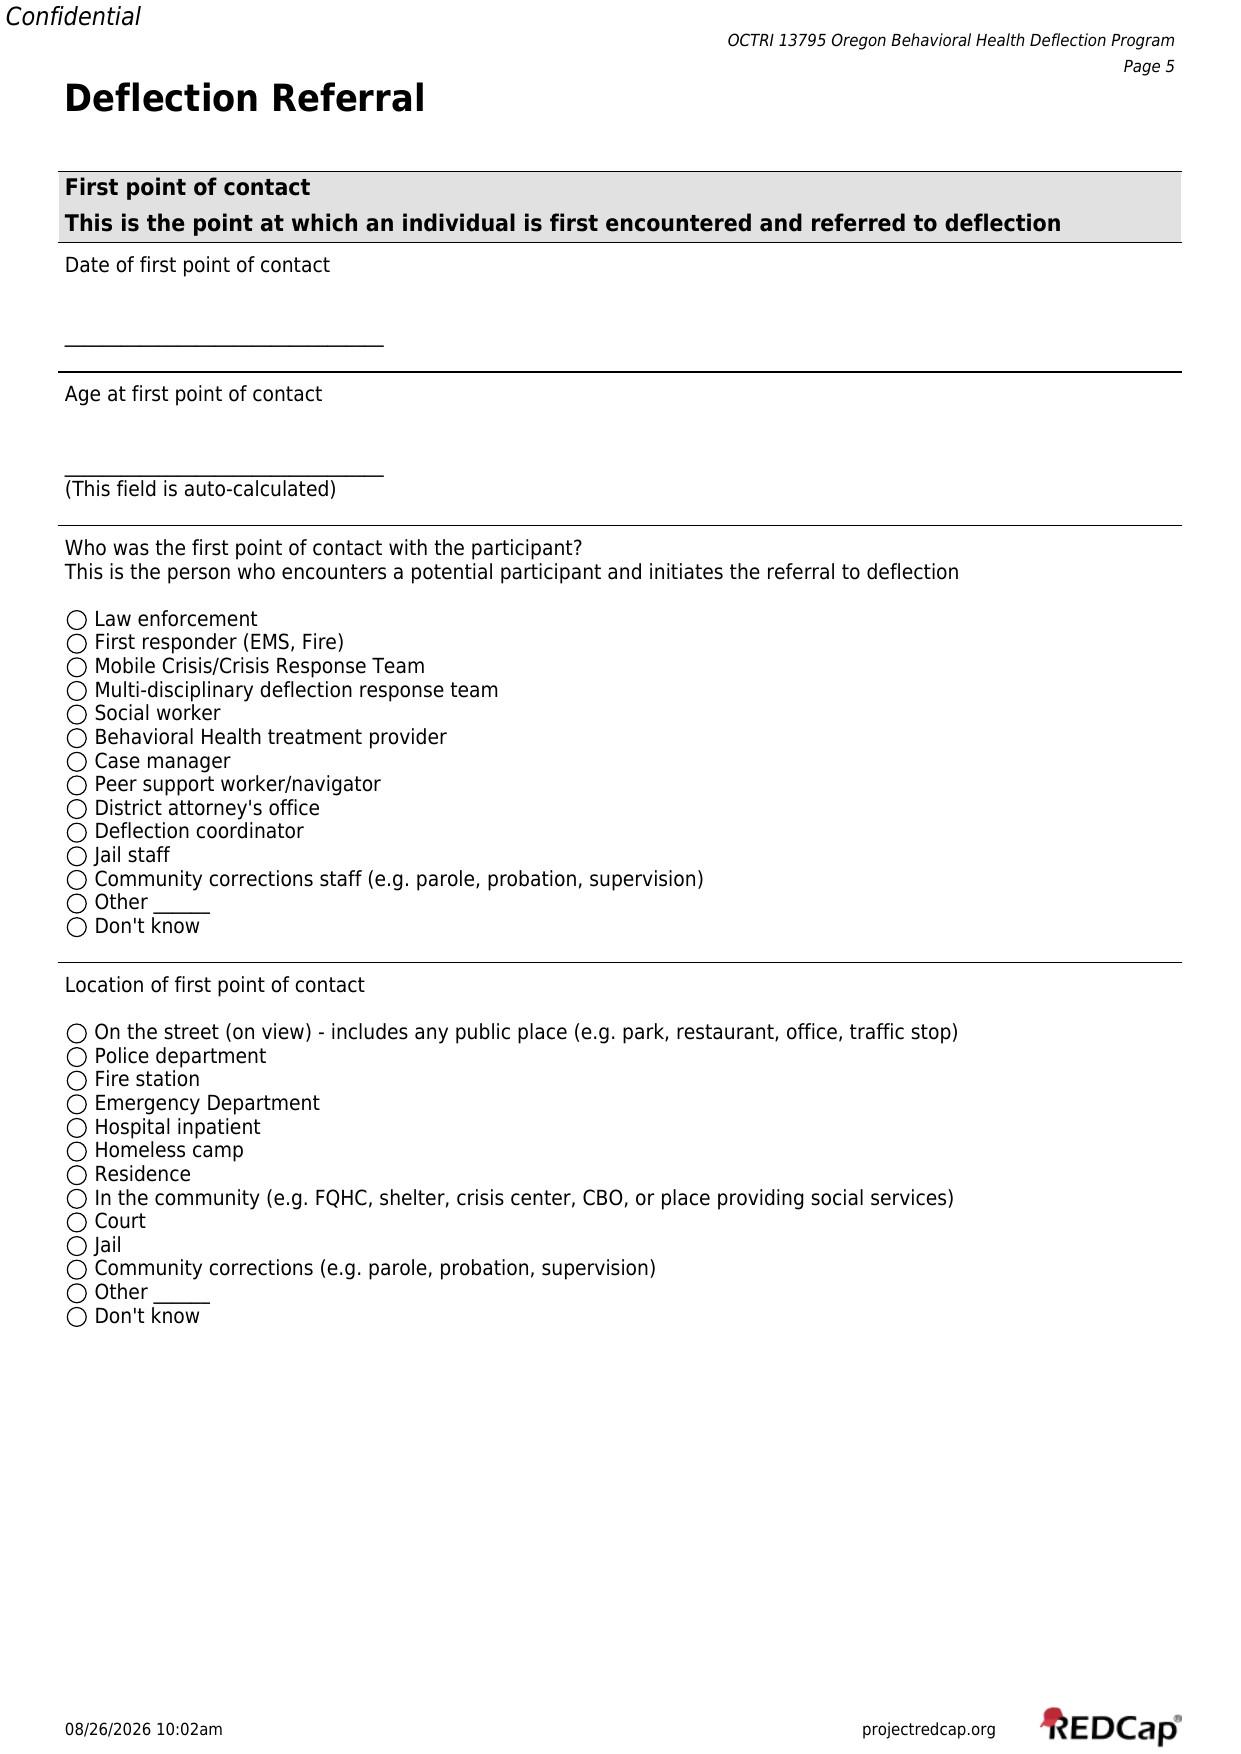 Confidential
OCTRI 13795 Oregon Behavioral Health Deflection Program
Page 5
Deflection Referral
First point of contact
This is the point at which an individual is first encountered and referred to deflection
Date of first point of contact
__________________________________
Age at first point of contact
__________________________________
(This field is auto-calculated)
Who was the first point of contact with the participant?
This is the person who encounters a potential participant and initiates the referral to deflection
Law enforcement
First responder (EMS, Fire)
Mobile Crisis/Crisis Response Team
Multi-disciplinary deflection response team
Social worker
Behavioral Health treatment provider
Case manager
Peer support worker/navigator
District attorney's office
Deflection coordinator
Jail staff
Community corrections staff (e.g. parole, probation, supervision)
Other ______
Don't know
Location of first point of contact
On the street (on view) - includes any public place (e.g. park, restaurant, office, traffic stop)
Police department
Fire station
Emergency Department
Hospital inpatient
Homeless camp
Residence
In the community (e.g. FQHC, shelter, crisis center, CBO, or place providing social services)
Court
Jail
Community corrections (e.g. parole, probation, supervision)
Other ______
Don't know
08/26/2026 10:02am
projectredcap.org
REDCap®